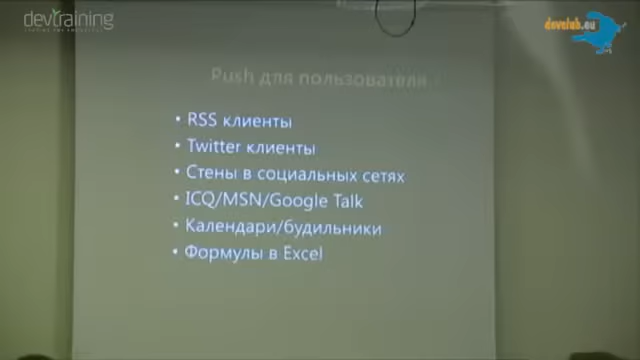 devtraining
develub.eu
Push для пользователя
• RSS клиенты
• Twitter клиенты
• Стены в социальных сетях
• ICQ/MSN/Google Talk
• Календари/будильники
• Формулы в Excel